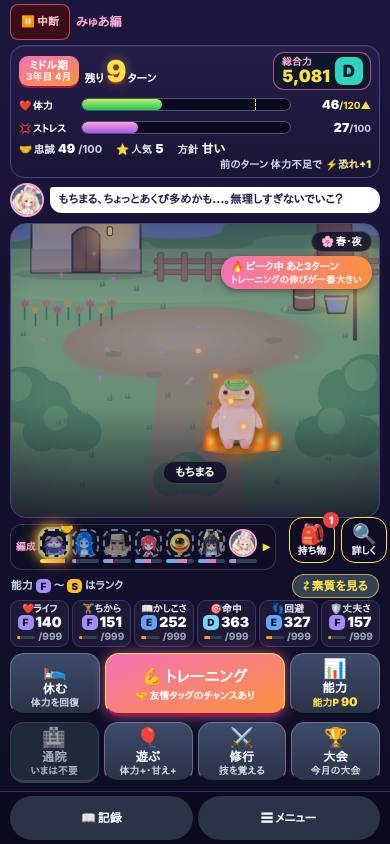 ⏸ 中断
みゅあ編
ミドル期
3年目 4月
残り9ターン
総合力
5,081 D
❤️体力
46/120▲
💢ストレス
27/100
🤝忠誠 49 /100 ⭐人気 5 方針 甘い
前のターン 体力不足で ⚡恐れ+1
もちまる、ちょっとあくび多めかも…。無理しすぎないでいこ？
🌸春・夜
🔥ピーク中 あと3ターン
トレーニングの伸びが一番大きい
もちまる
編成
▶
1
持ち物
詳しく
能力 F 〜 S はランク
⇄素質を見る
❤️ライフ
F 140
/999
🏋️ちから
F 151
/999
📖かしこさ
E 252
/999
🎯命中
D 363
/999
👣回避
E 327
/999
🛡️丈夫さ
F 157
/999
休む
体力を回復
💪 トレーニング
🤝友情タッグのチャンスあり
能力
能力P 90
通院
いまは不要
遊ぶ
体力+・甘え+
修行
技を覚える
大会
今月の大会
📖 記録
☰ メニュー